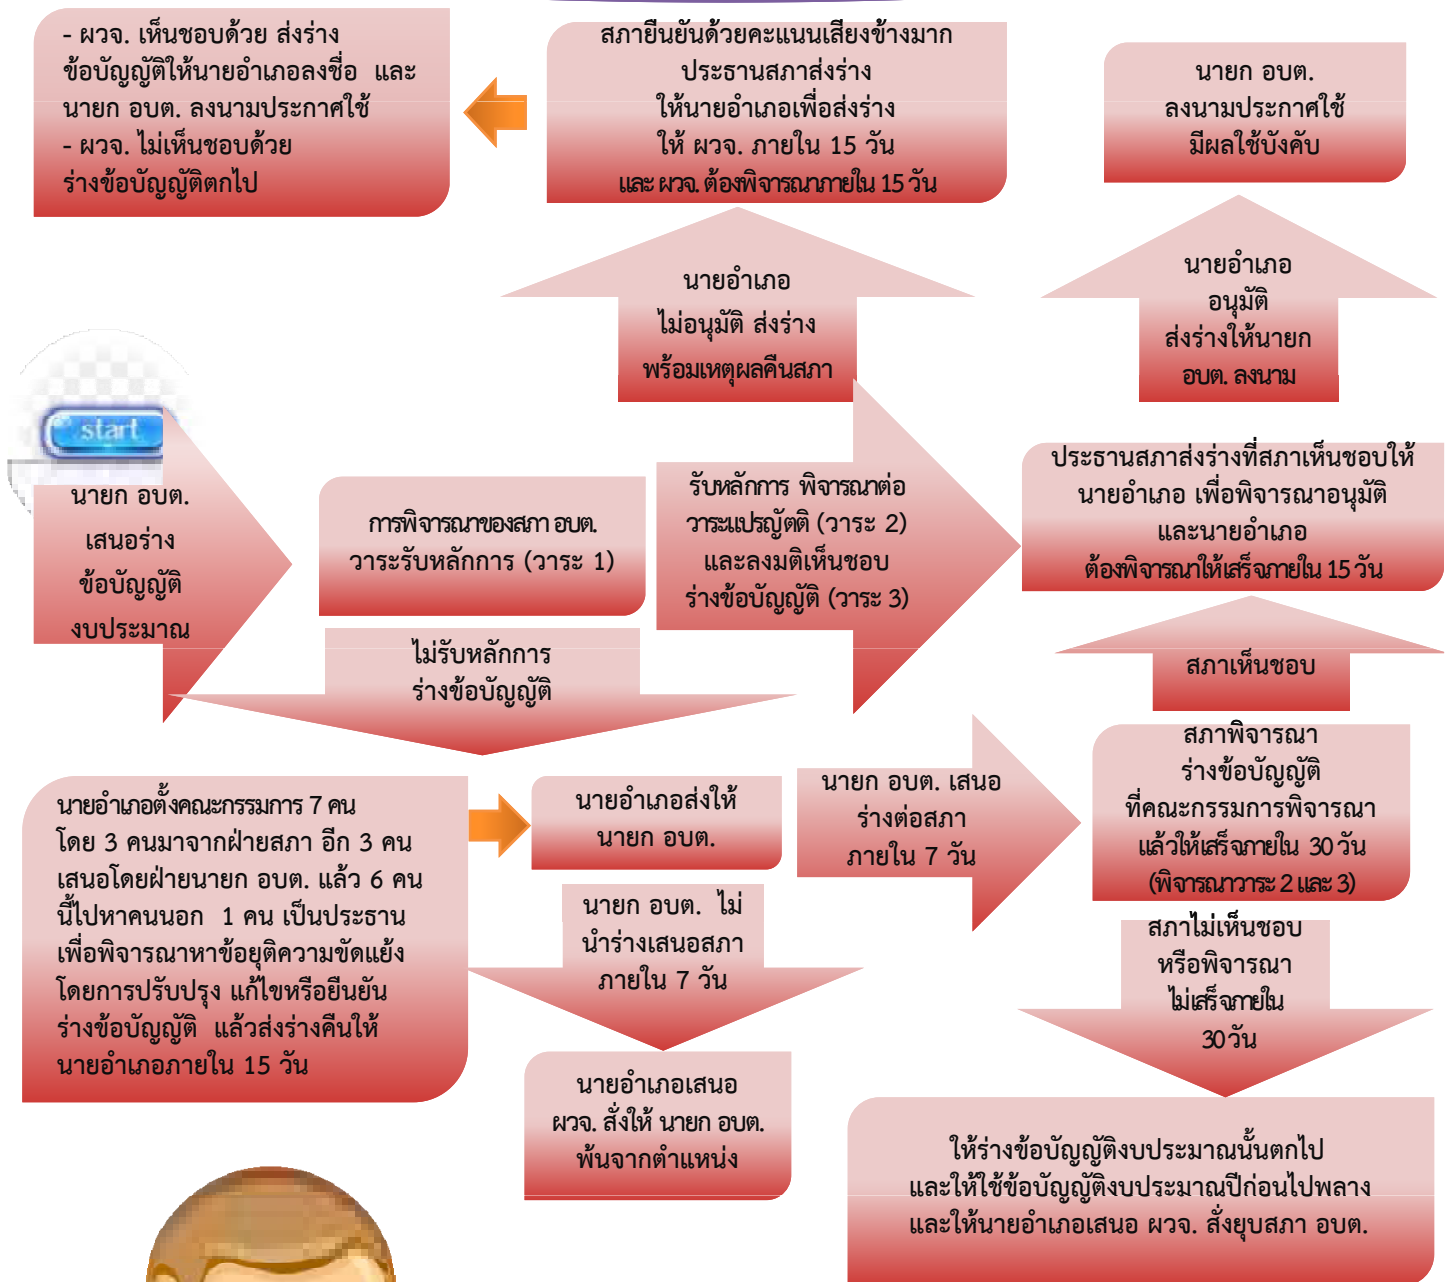 - ผวจ. เห็นชอบด้วย ส่งร่าง
ข้อบัญญัติให้นายอำเภอลงชื่อ และ
นายก อบต. ลงนามประกาศใช้
- ผวจ. ไม่เห็นชอบด้วย
ร่างข้อบัญญัติตกไป
สภายืนยันด้วยคะแนนเสียงข้างมาก
ประธานสภาส่งร่าง
ให้นายอำเภอเพื่อส่งร่าง
ให้ ผวจ. ภายใน 15 วัน
และ ผวจ. ต้องพิจารณาภายใน 15 วัน
นายก อบต.
ลงนามประกาศใช้
มีผลใช้บังคับ
นายอำเภอ
ไม่อนุมัติ ส่งร่าง
พร้อมเหตุผลคืนสภา
นายอำเภอ
อนุมัติ
ส่งร่างให้นายก
อบต. ลงนาม
start
นายก อบต.
เสนอร่าง
ข้อบัญญัติ
งบประมาณ
การพิจารณาของสภา อบต.
วาระรับหลักการ (วาระ 1)
รับหลักการ พิจารณาต่อ
วาระแปรญัตติ (วาระ 2)
และลงมติเห็นชอบ
ร่างข้อบัญญัติ (วาระ 3)
ประธานสภาส่งร่างที่สภาเห็นชอบให้
นายอำเภอ เพื่อพิจารณาอนุมัติ
และนายอำเภอ
ต้องพิจารณาให้เสร็จภายใน 15 วัน
ไม่รับหลักการ
ร่างข้อบัญญัติ
สภาเห็นชอบ
นายอำเภอตั้งคณะกรรมการ 7 คน
โดย 3 คนมาจากฝ่ายสภา อีก 3 คน
เสนอโดยฝ่ายนายก อบต. แล้ว 6 คน
นี้ไปหาคนนอก 1 คน เป็นประธาน
เพื่อพิจารณาหาข้อยุติความขัดแย้ง
โดยการปรับปรุง แก้ไขหรือยืนยัน
ร่างข้อบัญญัติ แล้วส่งร่างคืนให้
นายอำเภอภายใน 15 วัน
นายอำเภอส่งให้
นายก อบต.
นายก อบต. เสนอ
ร่างต่อสภา
ภายใน 7 วัน
สภาพิจารณา
ร่างข้อบัญญัติ
ที่คณะกรรมการพิจารณา
แล้วให้เสร็จภายใน 30 วัน
(พิจารณาวาระ 2 และ 3)
นายก อบต. ไม่
นำร่างเสนอสภา
ภายใน 7 วัน
สภาไม่เห็นชอบ
หรือพิจารณา
ไม่เสร็จภายใน
30 วัน
นายอำเภอเสนอ
ผวจ. สั่งให้ นายก อบต.
พ้นจากตำแหน่ง
ให้ร่างข้อบัญญัติงบประมาณนั้นตกไป
และให้ใช้ข้อบัญญัติงบประมาณปีก่อนไปพลาง
และให้นายอำเภอเสนอ ผวจ. สั่งยุบสภา อบต.